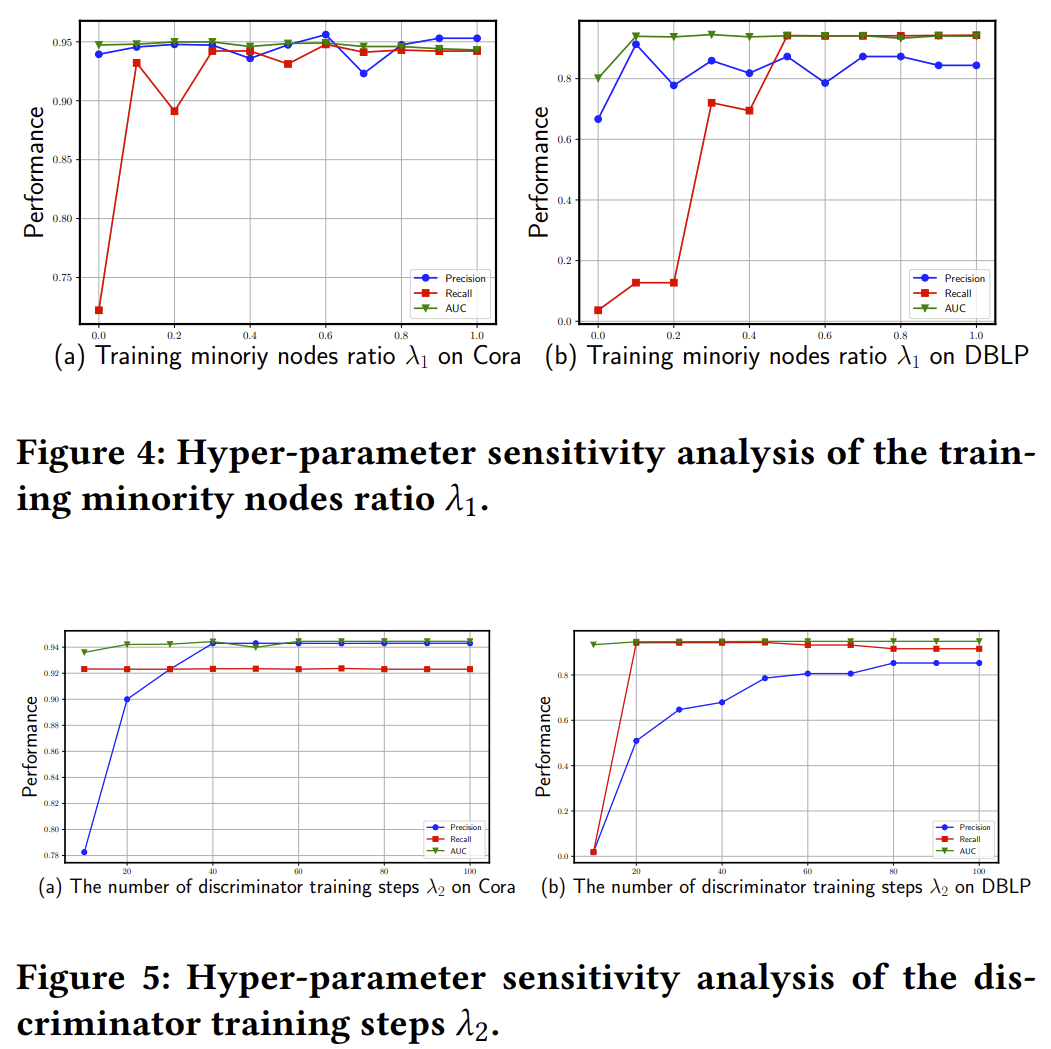 Performance
0.95
0.90
0.85
0.80
0.75
Precision
Recall
AUC
0.0 0.2 0.4 0.6 0.8 1.0
(a) Training minoriy nodes ratio λ₁ on Cora
Performance
0.8
0.6
0.4
0.2
0.0
Precision
Recall
AUC
0.0 0.2 0.4 0.6 0.8 1.0
(b) Training minoriy nodes ratio λ₁ on DBLP
Figure 4: Hyper-parameter sensitivity analysis of the train-
ing minority nodes ratio λ₁.
Performance
0.94
0.92
0.90
0.88
0.86
0.84
0.82
0.80
0.78
Precision
Recall
AUC
20 40 60 80 100
(a) The number of discriminator training steps λ₂ on Cora
Performance
0.8
0.6
0.4
0.2
0.0
Precision
Recall
AUC
20 40 60 80 100
(b) The number of discriminator training steps λ₂ on DBLP
Figure 5: Hyper-parameter sensitivity analysis of the dis-
criminator training steps λ₂.